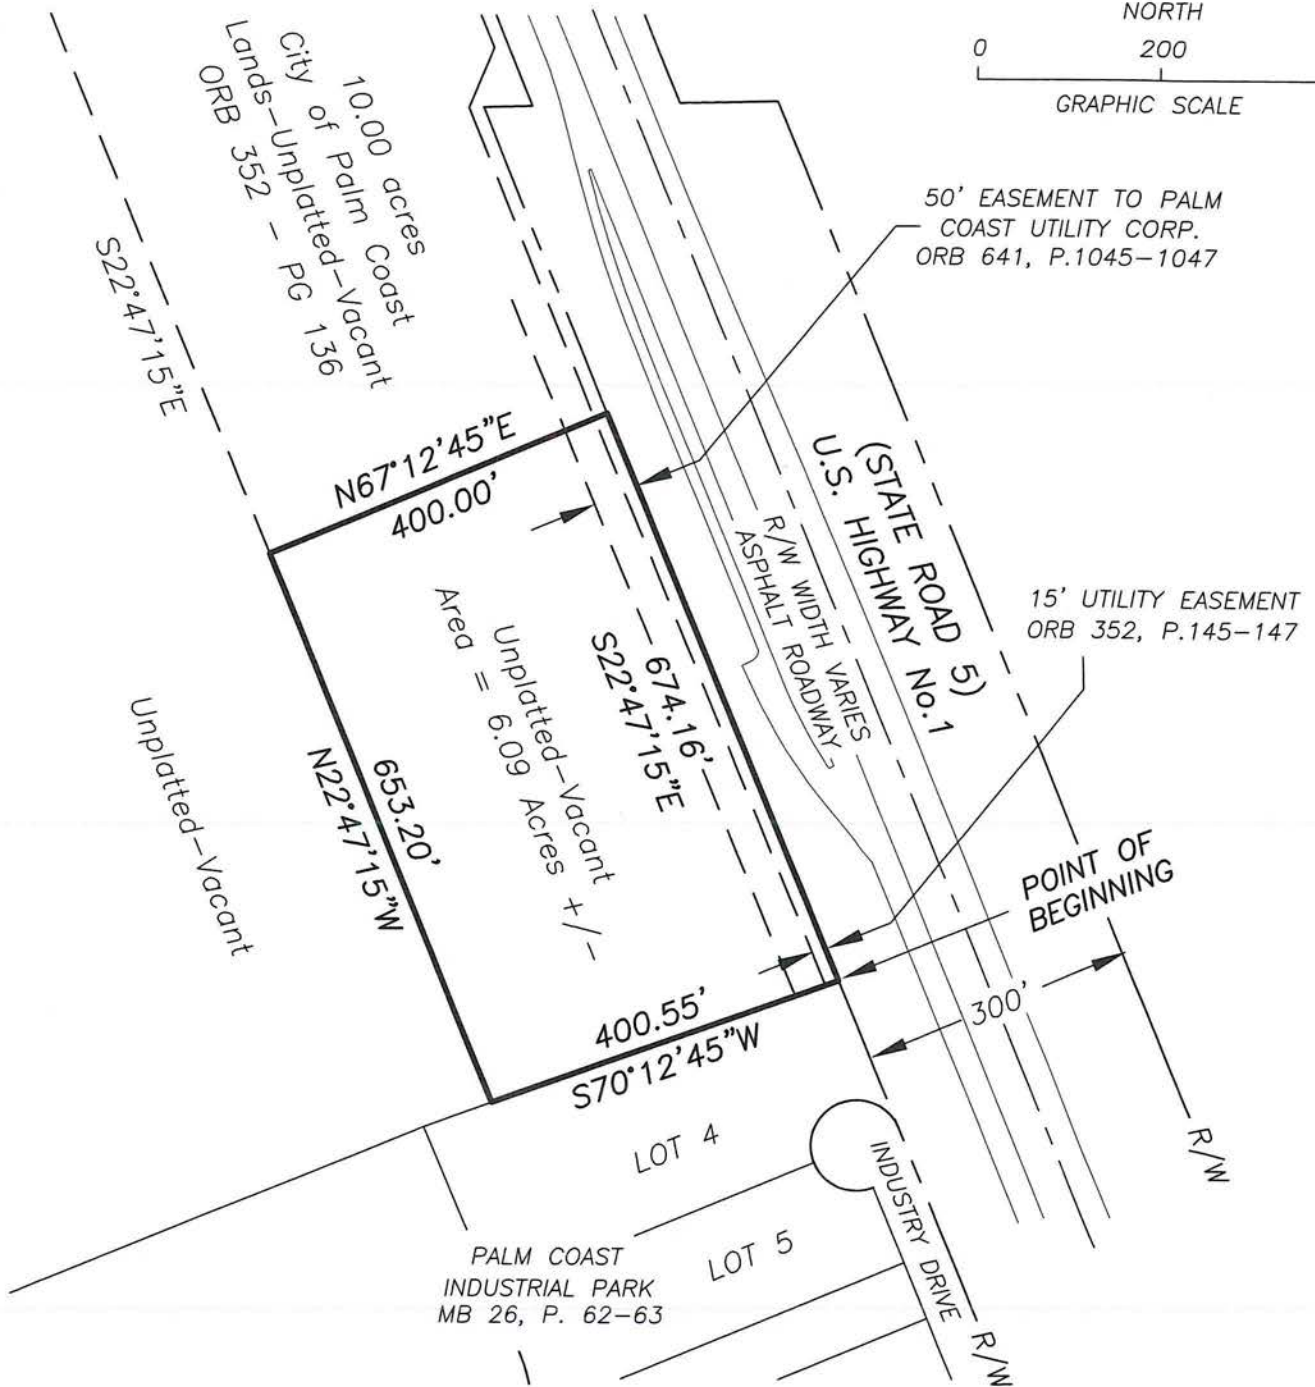 NORTH
0 200
GRAPHIC SCALE
10.00 acres
City of Palm Coast
Lands-Unplatted-Vacant
ORB 352 - PG 136
S22°47'15"E
50' EASEMENT TO PALM
COAST UTILITY CORP.
ORB 641, P.1045-1047
N67°12'45"E
400.00'
(STATE ROAD 5)
U.S. HIGHWAY No.1
R/W WIDTH VARIES
ASPHALT ROADWAY
15' UTILITY EASEMENT
ORB 352, P.145-147
674.16'
S22°47'15"E
Unplatted-Vacant
Area = 6.09 Acres +/-
653.20'
N22°47'15"W
Unplatted-Vacant
POINT OF
BEGINNING
300'
400.55'
S70°12'45"W
R/W
LOT 4
LOT 5
INDUSTRY DRIVE
R/W
PALM COAST
INDUSTRIAL PARK
MB 26, P. 62-63